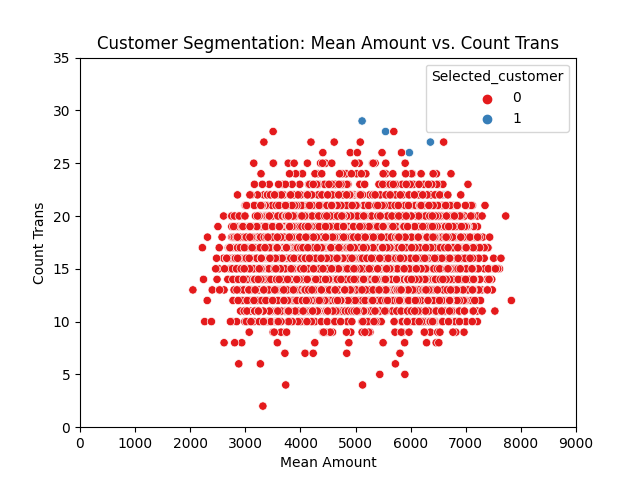 Customer Segmentation: Mean Amount vs. Count Trans
Selected_customer
0
1
Count Trans
35
30
25
20
15
10
5
0
0 1000 2000 3000 4000 5000 6000 7000 8000 9000
Mean Amount